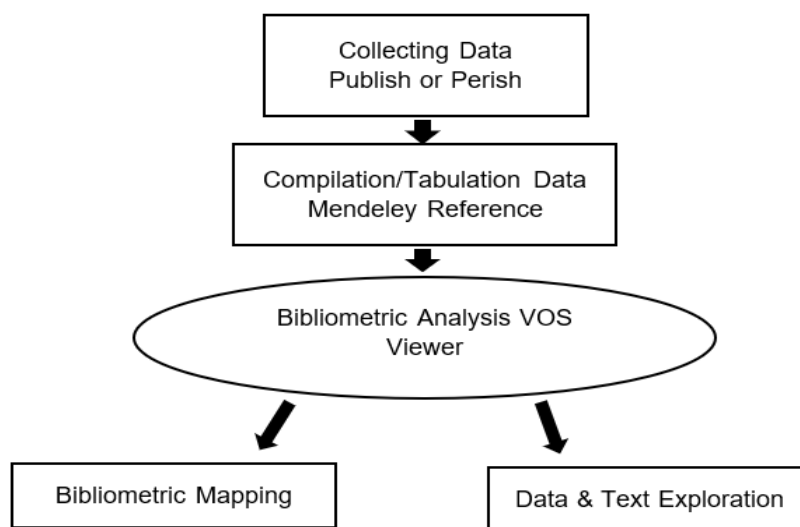 Collecting Data
Publish or Perish
Compilation/Tabulation Data
Mendeley Reference
Bibliometric Analysis VOS
Viewer
Bibliometric Mapping
Data & Text Exploration